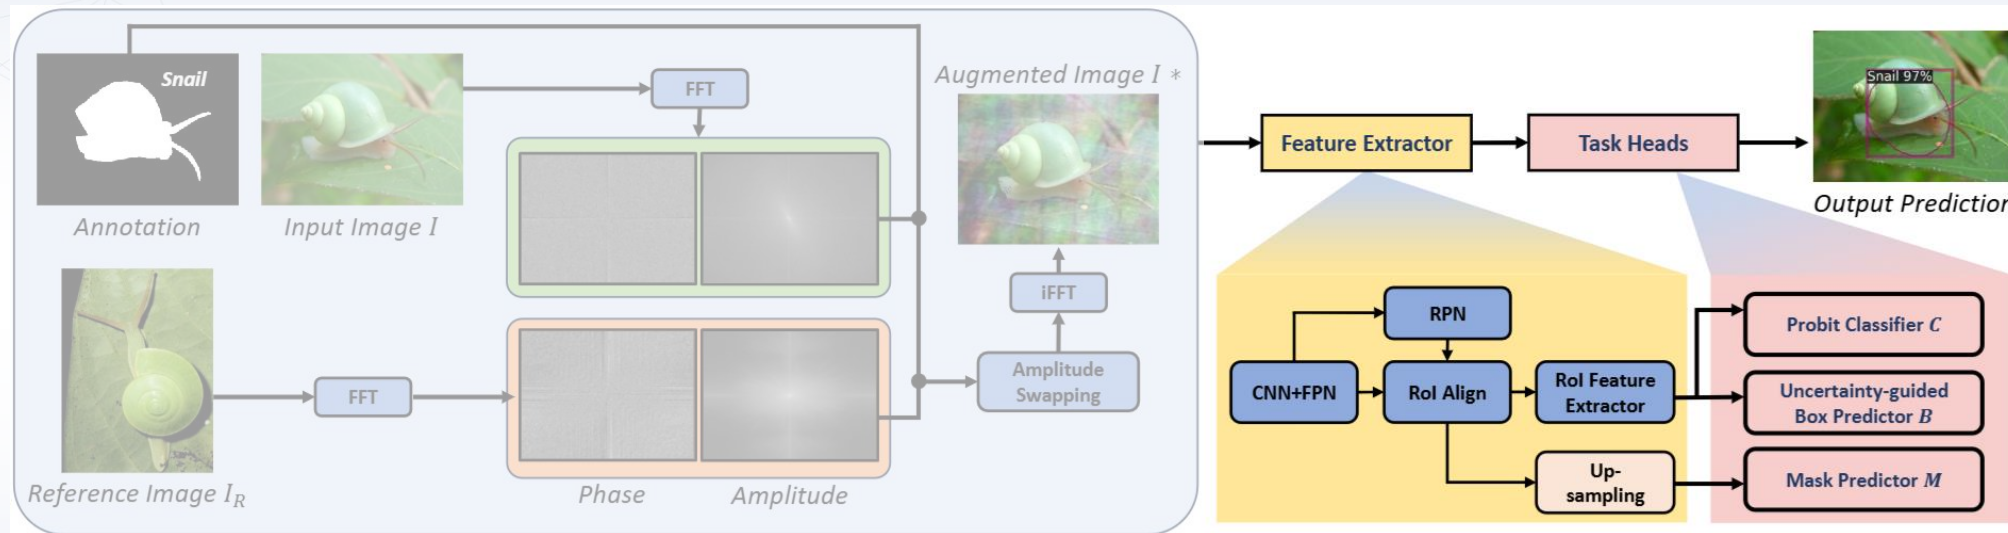 Snail
Annotation
Input Image I
FFT
Augmented Image I *
Reference Image I_R
FFT
Phase
Amplitude
iFFT
Amplitude
Swapping
Feature Extractor
Task Heads
Snail 97%
Output Prediction
RPN
CNN+FPN
RoI Align
RoI Feature
Extractor
Up-
sampling
Probit Classifier C
Uncertainty-guided
Box Predictor B
Mask Predictor M